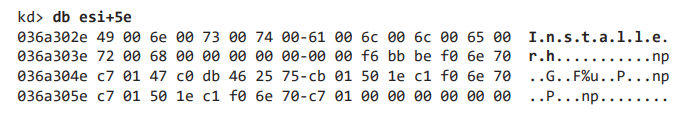 kd> db esi+5e
036a302e 49 00 6e 00 73 00 74 00-61 00 6c 00 6c 00 65 00 I.n.s.t.a.l.l.e.
036a303e 72 00 68 00 00 00 00 00-00 00 f6 bb be f0 6e 70 r.h...........np
036a304e c7 01 47 c0 db 46 25 75-cb 01 50 1e c1 f0 6e 70 ..G..F%u..P...np
036a305e c7 01 50 1e c1 f0 6e 70-c7 01 00 00 00 00 00 00 ..P...np........